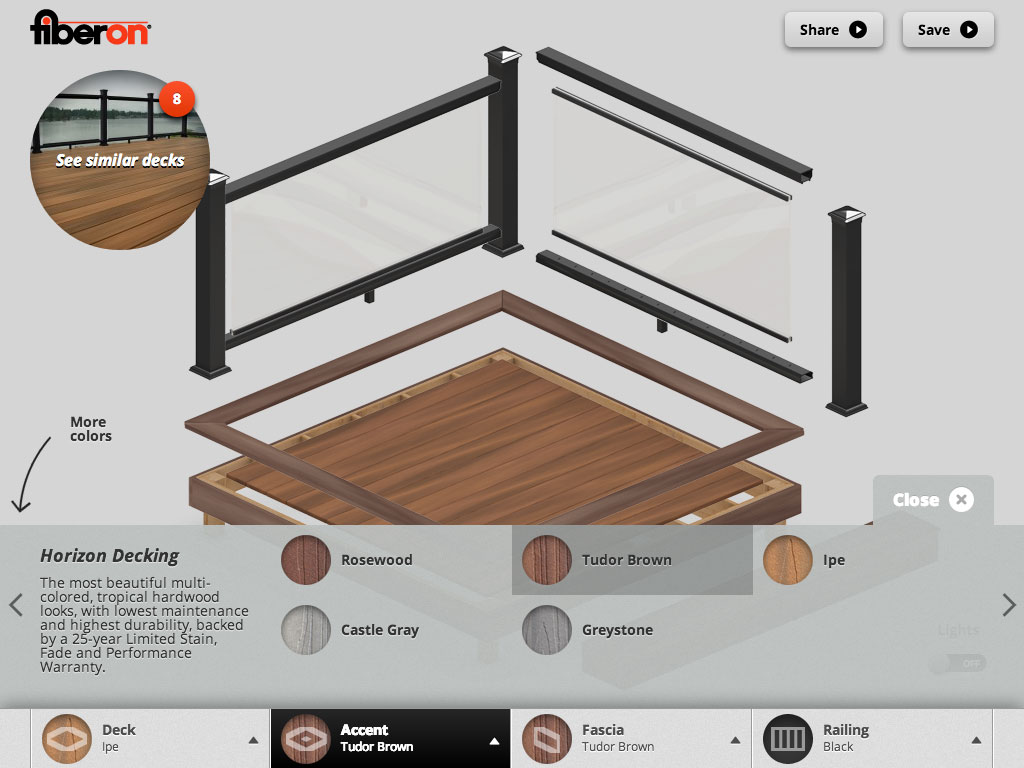 fiberon
Share
Save
8
See similar decks
More
colors
Close
Horizon Decking
The most beautiful multi-
colored, tropical hardwood
looks, with lowest maintenance
and highest durability, backed
by a 25-year Limited Stain,
Fade and Performance
Warranty.
Rosewood
Tudor Brown
Ipe
Castle Gray
Greystone
Lights
OFF
Deck
Ipe
Accent
Tudor Brown
Fascia
Tudor Brown
Railing
Black